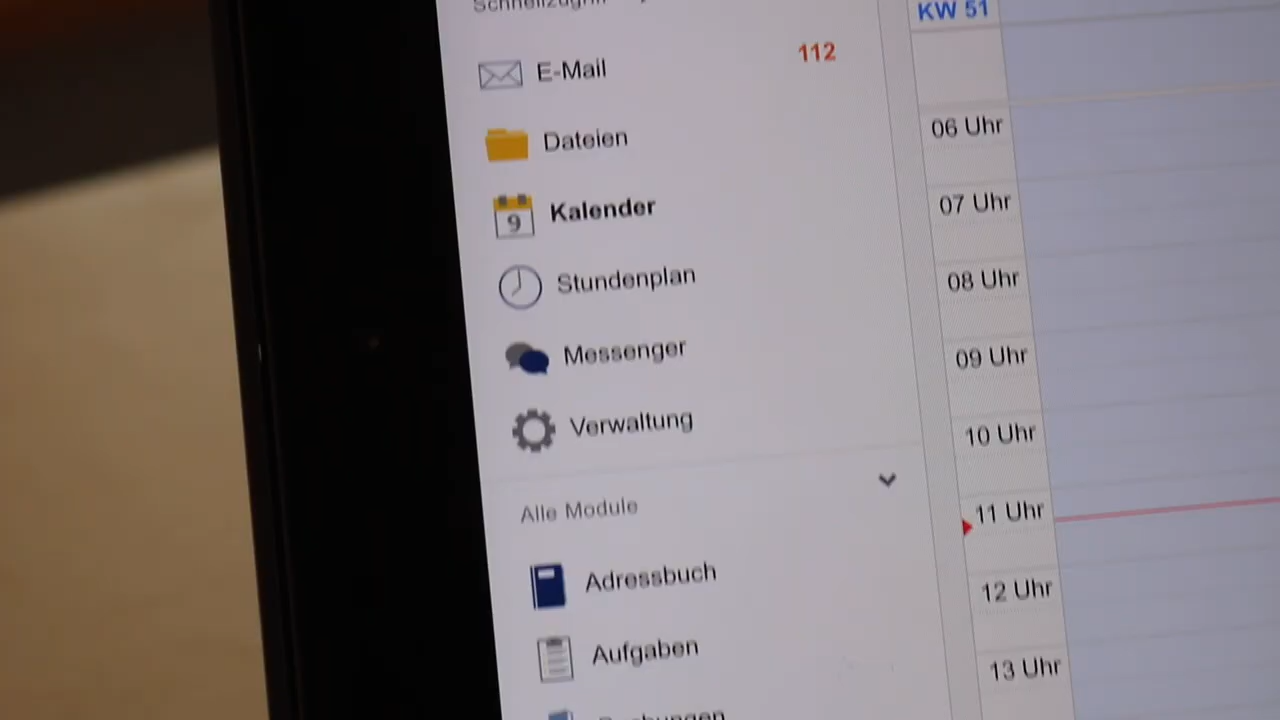 Schnellzugriff
E-Mail
112
Dateien
9
Kalender
Stundenplan
Messenger
Verwaltung
Alle Module
Adressbuch
Aufgaben
KW 51
06 Uhr
07 Uhr
08 Uhr
09 Uhr
10 Uhr
11 Uhr
12 Uhr
13 Uhr